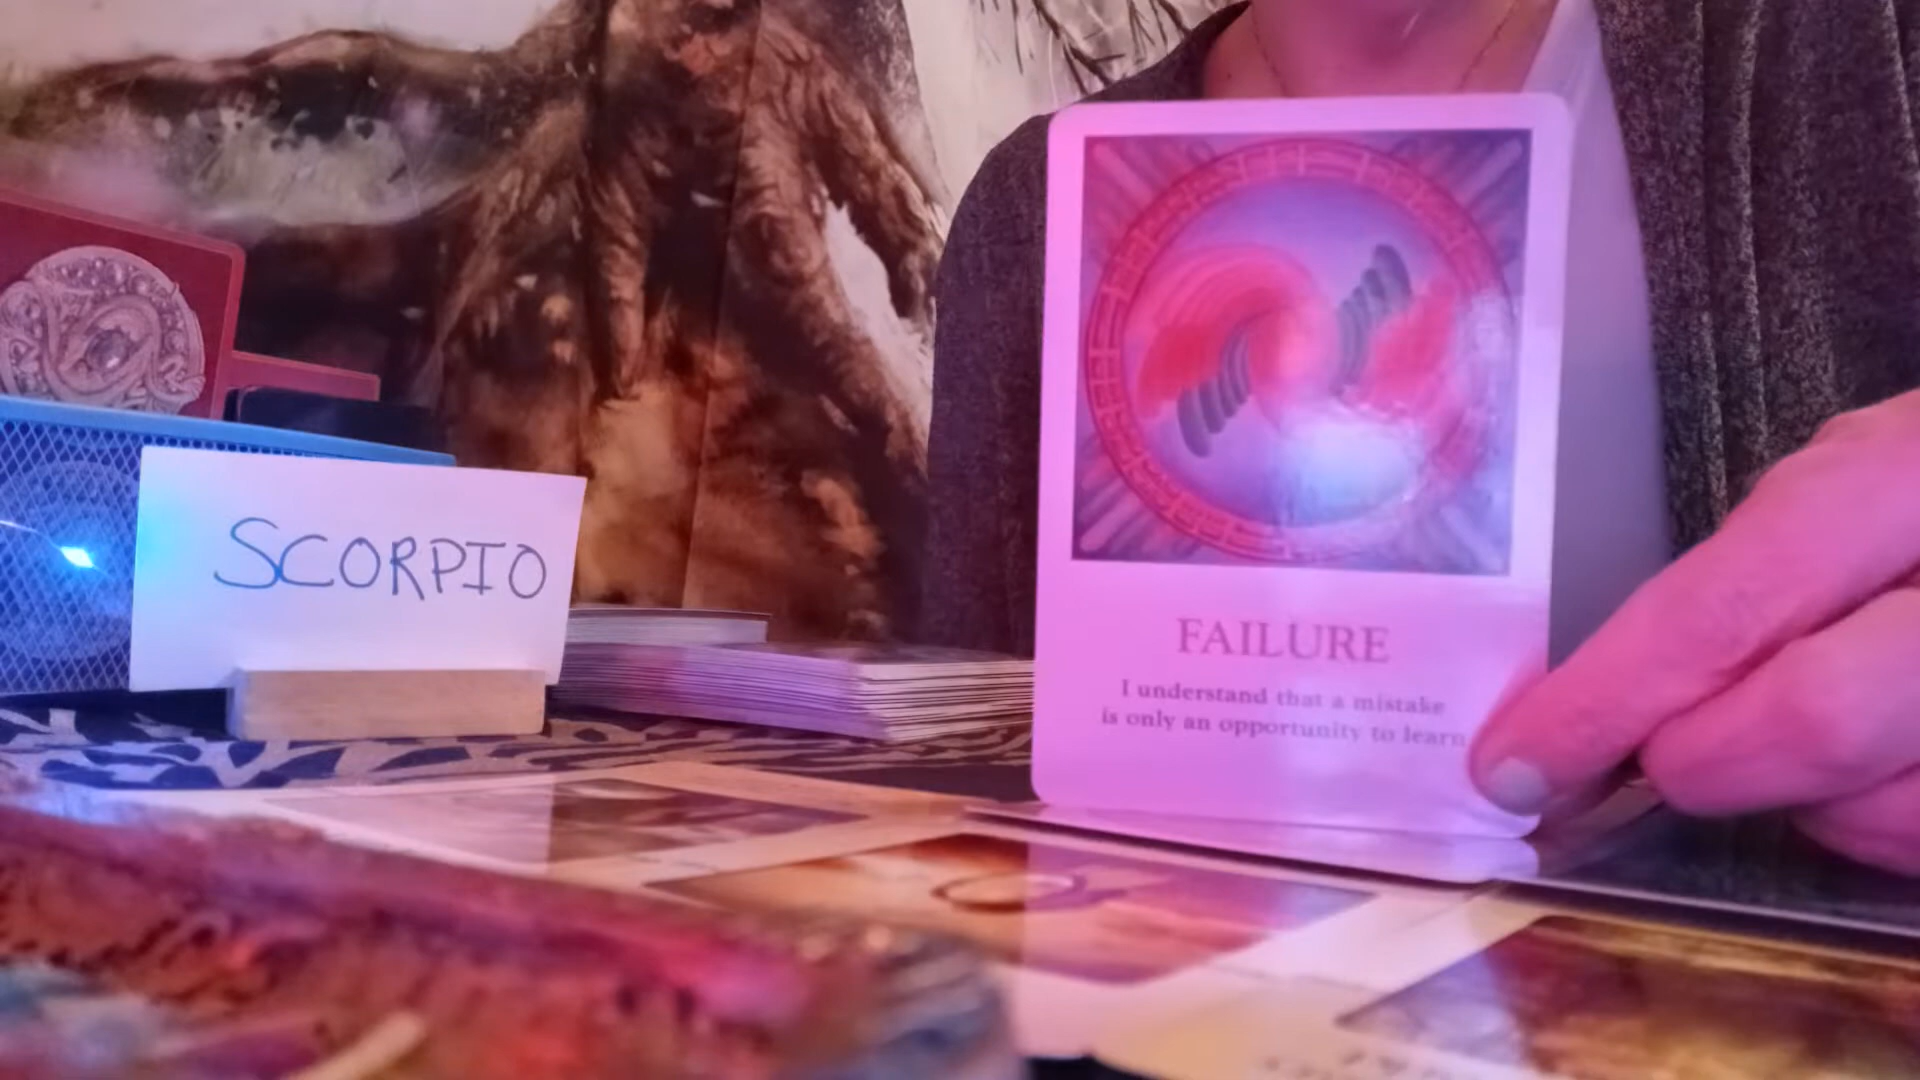 SCORPIO
FAILURE
I understand that a mistake
is only an opportunity to learn